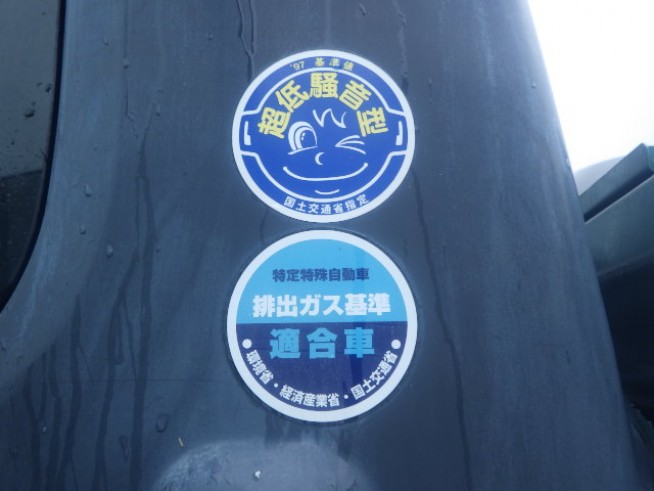 '97 基準値
超低騒音型
国土交通省指定
特定特殊自動車
排出ガス基準
適合車
●環境省・経済産業省・国土交通省●